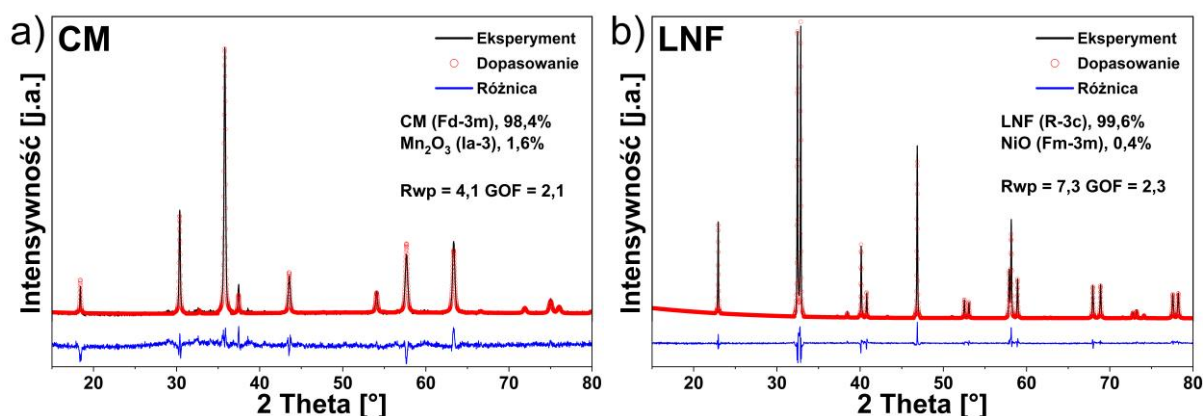 a) CM
Eksperyment
Dopasowanie
Różnica
CM (Fd-3m), 98,4%
Mn₂O₃ (Ia-3), 1,6%
Rwp = 4,1 GOF = 2,1
Intensywność [j.a.]
20 30 40 50 60 70 80
2 Theta [°]
b) LNF
Eksperyment
Dopasowanie
Różnica
LNF (R-3c), 99,6%
NiO (Fm-3m), 0,4%
Rwp = 7,3 GOF = 2,3
Intensywność [j.a.]
20 30 40 50 60 70 80
2 Theta [°]